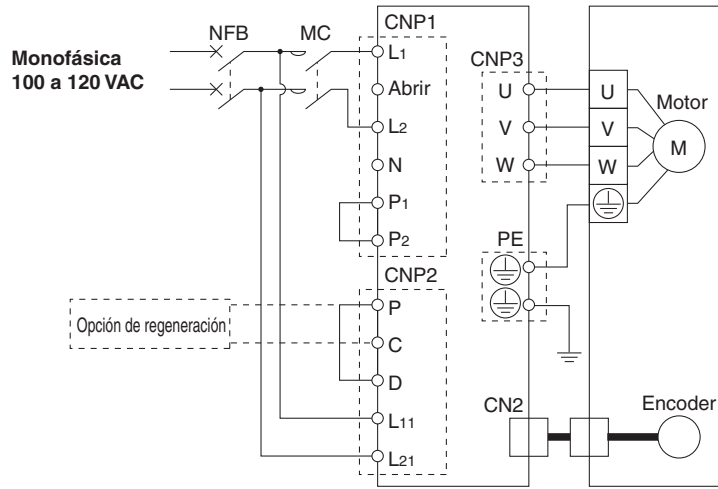 Monofásica
100 a 120 VAC
NFB
MC
CNP1
L1
Abrir
L2
N
P1
P2
CNP2
Opción de regeneración
P
C
D
L11
L21
CNP3
U
V
W
PE
CN2
U
V
W
Motor
M
Encoder